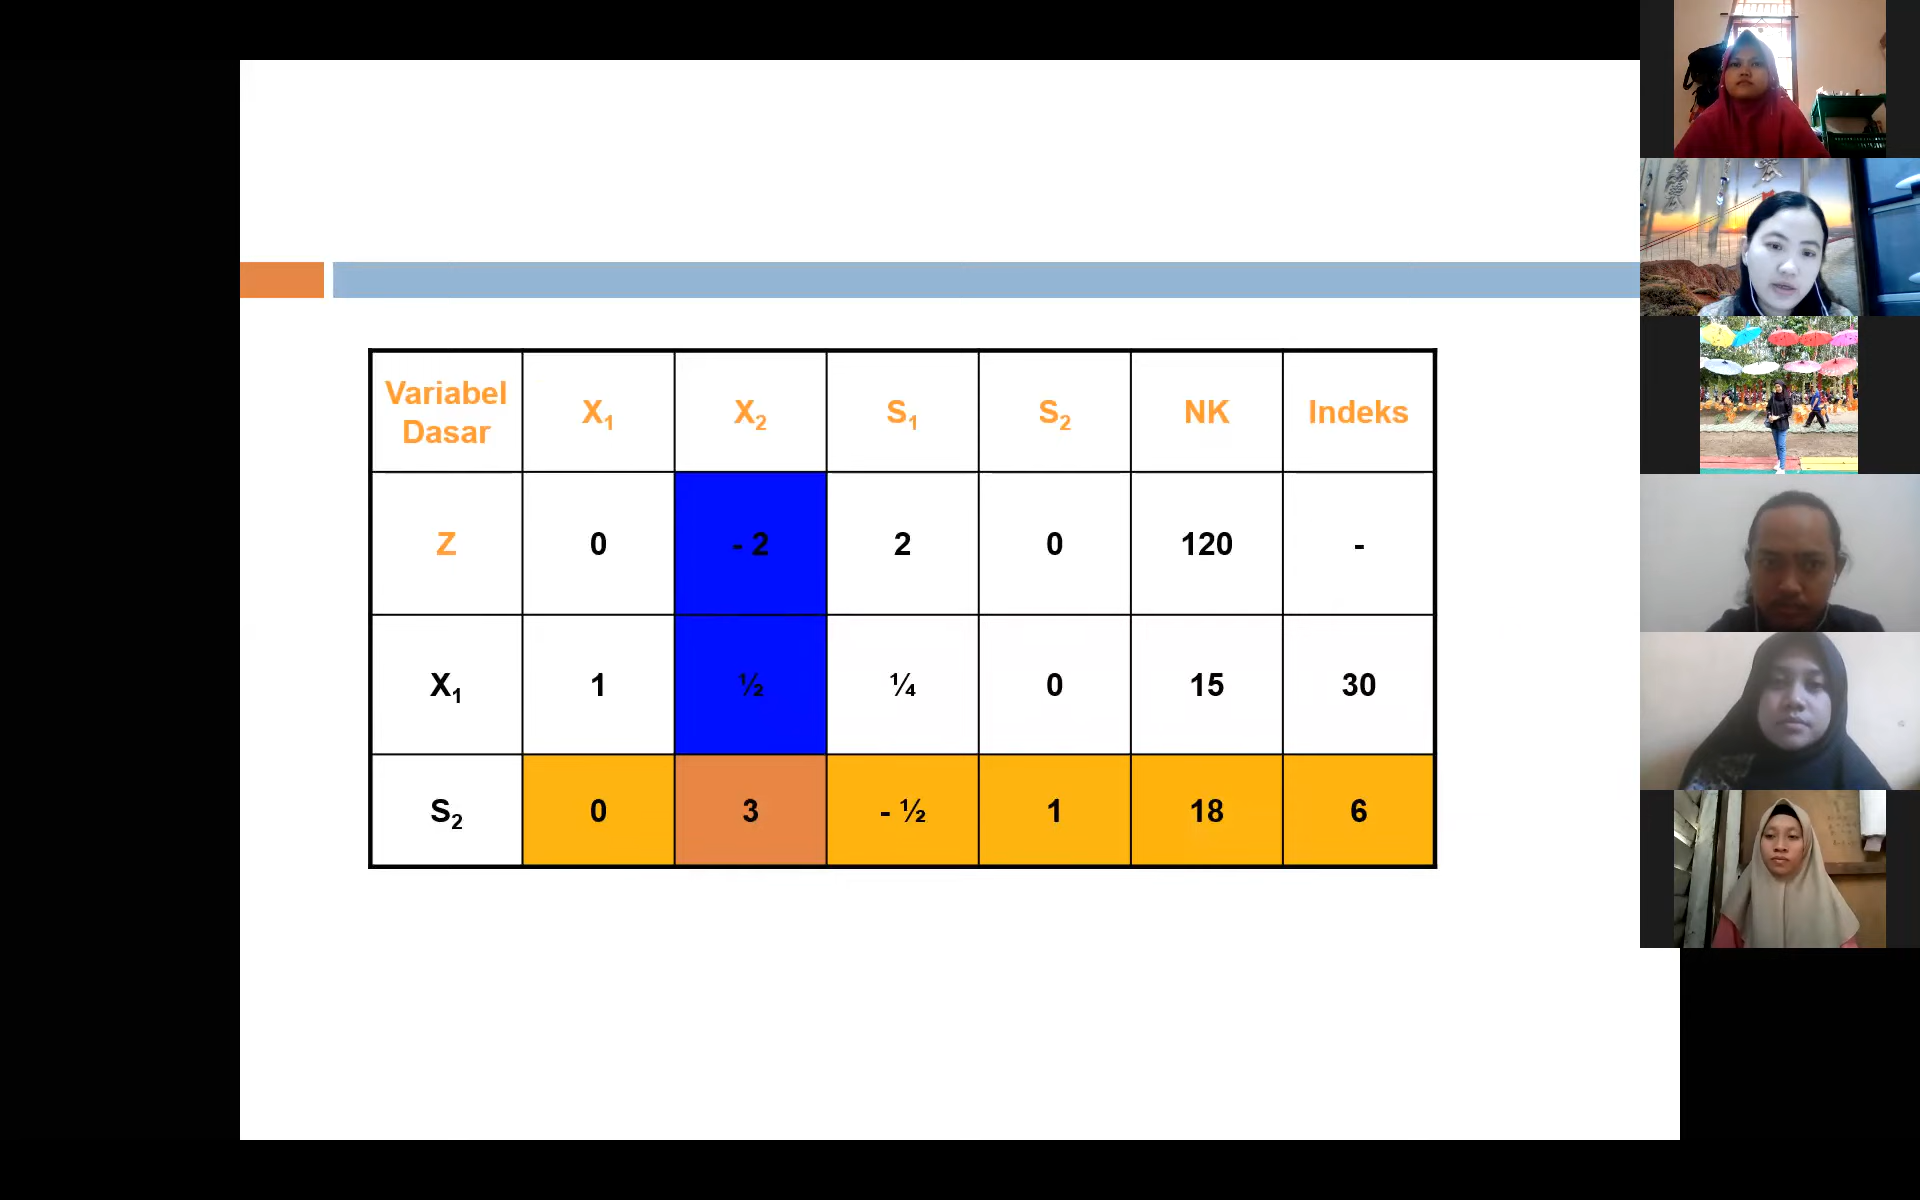 Variabel Dasar X₁ X₂ S₁ S₂ NK Indeks
Z 0 - 2 2 0 120 -
X₁ 1 ½ ¼ 0 15 30
S₂ 0 3 - ½ 1 18 6